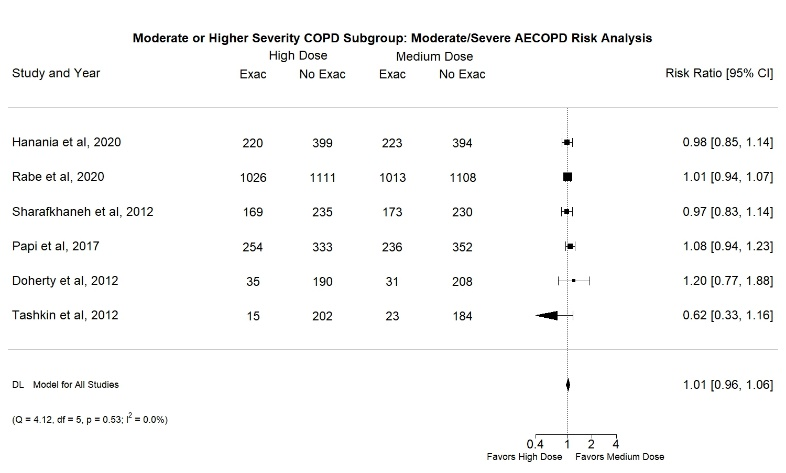 Moderate or Higher Severity COPD Subgroup: Moderate/Severe AECOPD Risk Analysis
High Dose Medium Dose
Study and Year Exac No Exac Exac No Exac Risk Ratio [95% CI]
Hanania et al, 2020 220 399 223 394 0.98 [0.85, 1.14]
Rabe et al, 2020 1026 1111 1013 1108 1.01 [0.94, 1.07]
Sharafkhaneh et al, 2012 169 235 173 230 0.97 [0.83, 1.14]
Papi et al, 2017 254 333 236 352 1.08 [0.94, 1.23]
Doherty et al, 2012 35 190 31 208 1.20 [0.77, 1.88]
Tashkin et al, 2012 15 202 23 184 0.62 [0.33, 1.16]
DL Model for All Studies 1.01 [0.96, 1.06]
(Q = 4.12, df = 5, p = 0.53; I² = 0.0%)
0.4 1 2 4
Favors High Dose Favors Medium Dose